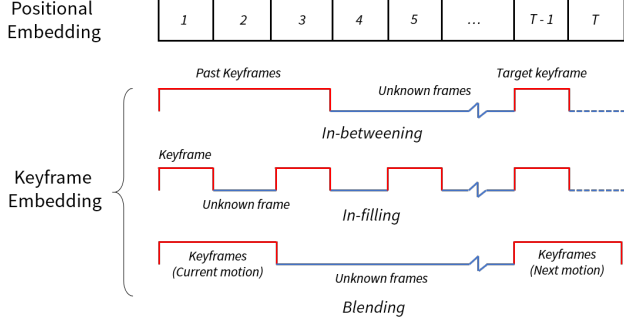 Positional
Embedding
1 2 3 4 5 ... T - 1 T
Past Keyframes
Unknown frames
Target keyframe
In-betweening
Keyframe
Unknown frame
In-filling
Keyframe
Embedding
Keyframes
(Current motion)
Unknown frames
Keyframes
(Next motion)
Blending